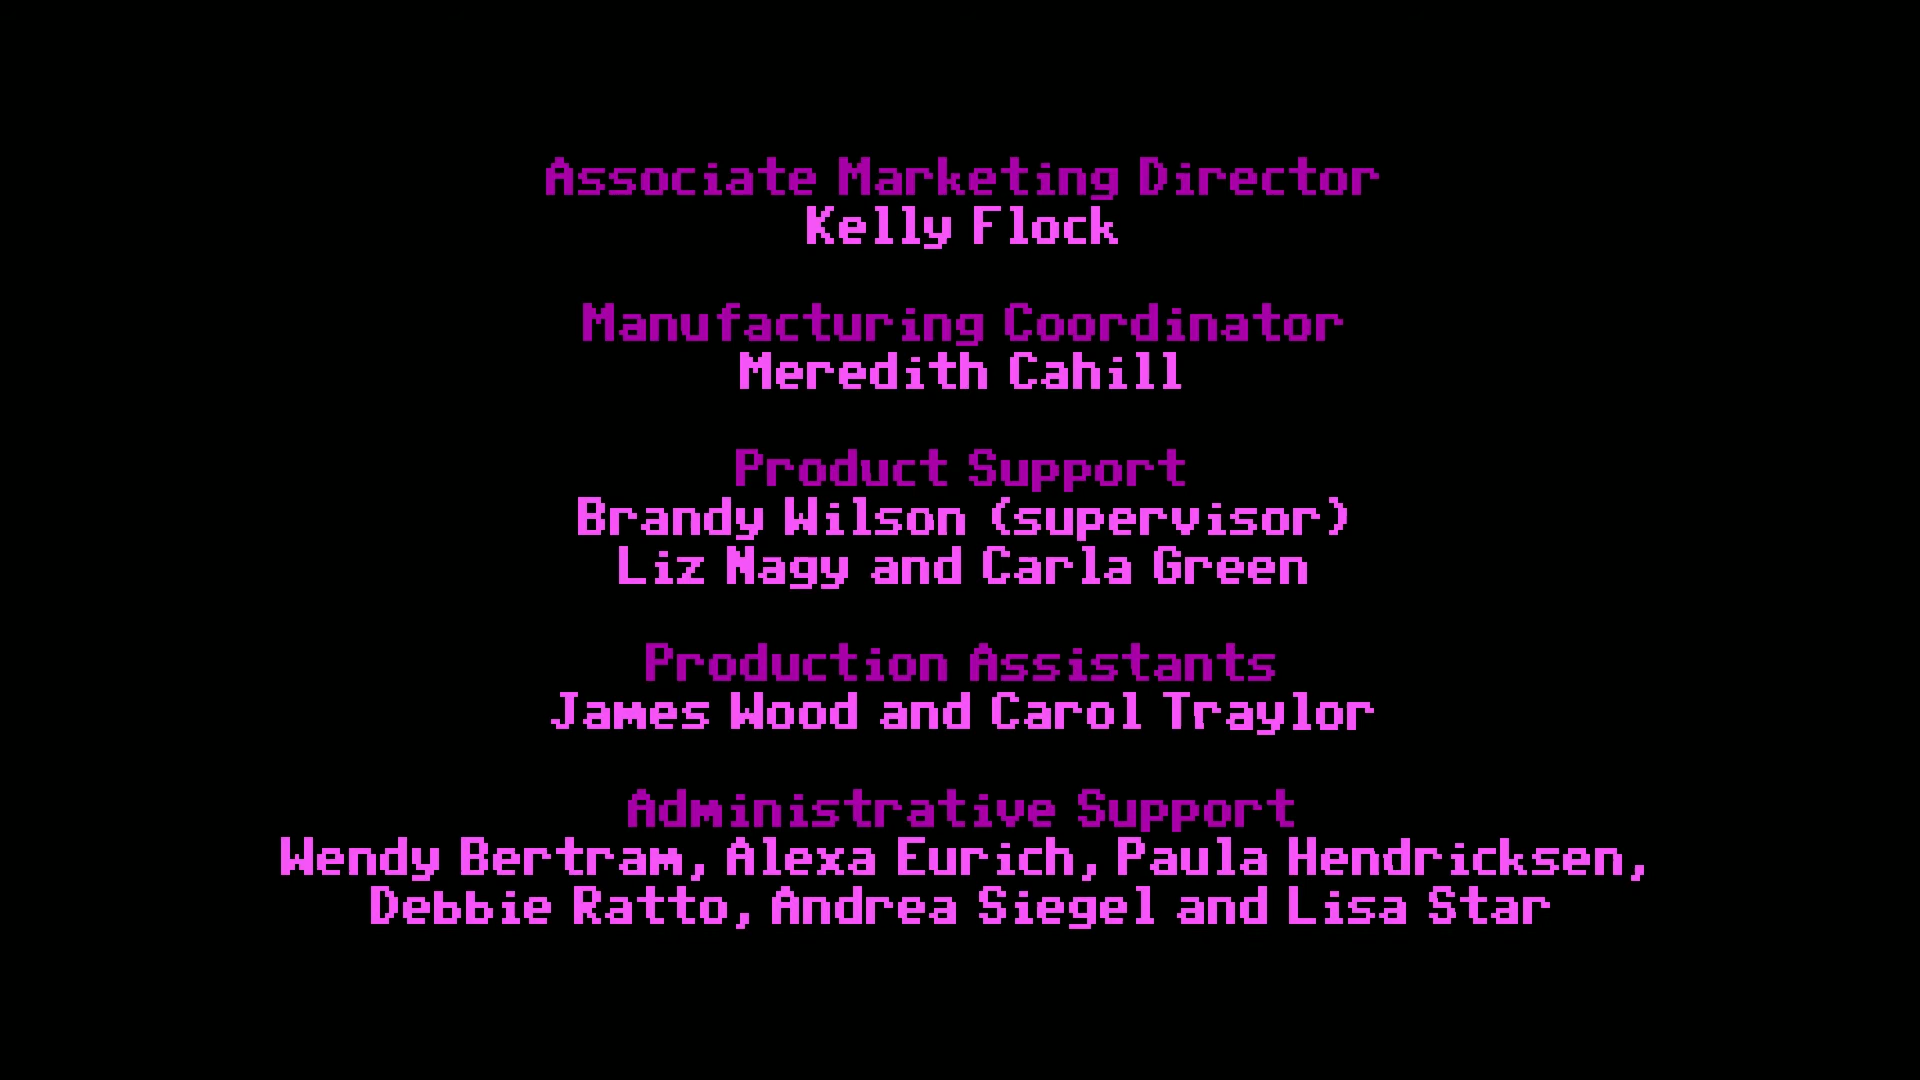 Associate Marketing Director
Kelly Flock
Manufacturing Coordinator
Meredith Cahill
Product Support
Brandy Wilson (supervisor)
Liz Nagy and Carla Green
Production Assistants
James Wood and Carol Traylor
Administrative Support
Wendy Bertram, Alexa Eurich, Paula Hendricksen,
Debbie Ratto, Andrea Siegel and Lisa Star